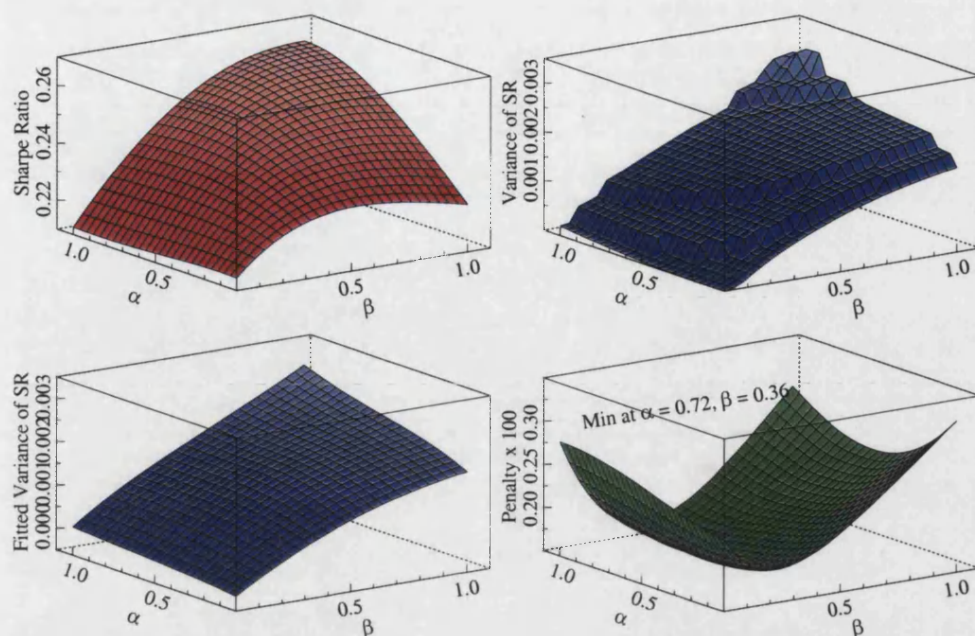 Sharpe Ratio
0.22 0.24 0.26
1.0 0.5
α
0.5 1.0
β
Variance of SR
0.001 0.002 0.003
1.0 0.5
α
0.5 1.0
β
Fitted Variance of SR
0.000 0.001 0.002 0.003
1.0 0.5
α
0.5 1.0
β
Penalty x 100
0.20 0.25 0.30
Min at α = 0.72, β = 0.36
1.0 0.5
α
0.5 1.0
β